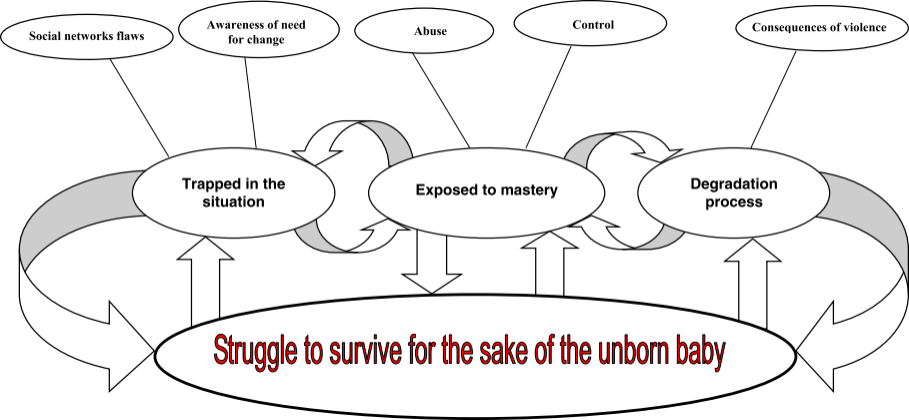 Social networks flaws
Awareness of need
for change
Abuse
Control
Consequences of violence
Trapped in the
situation
Exposed to mastery
Degradation
process
Struggle to survive for the sake of the unborn baby